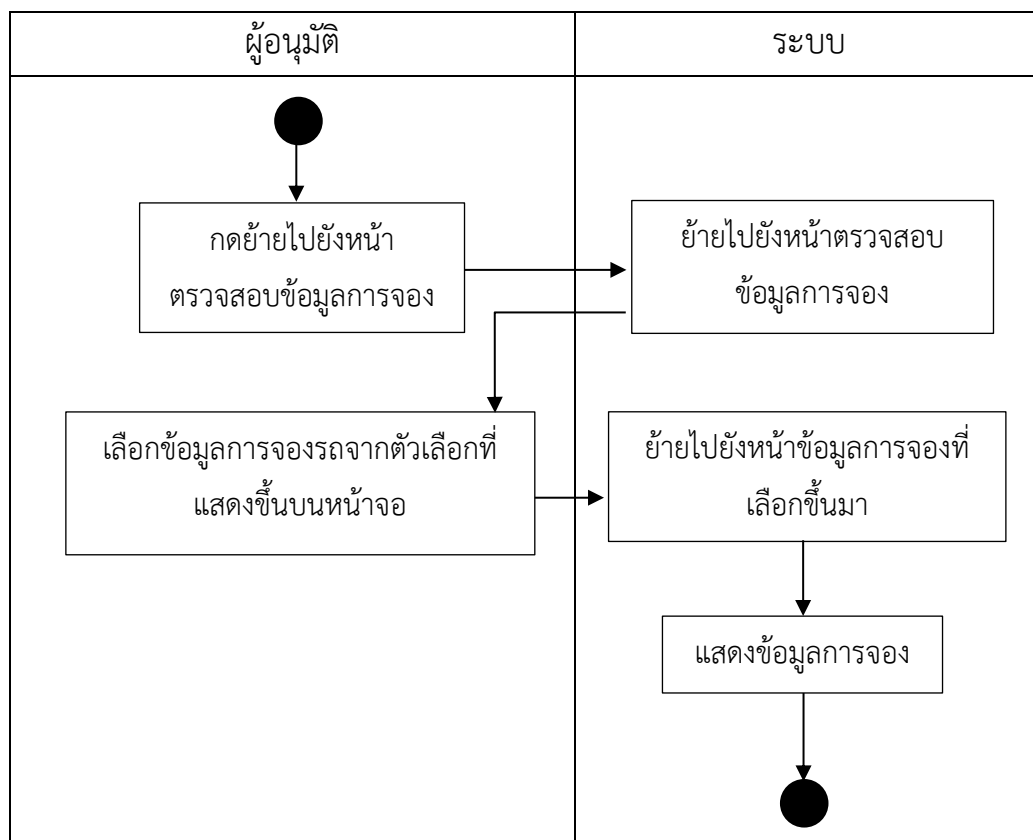 ผู้อนุมัติ
ระบบ
กดย้ายไปยังหน้า
ตรวจสอบข้อมูลการจอง
ย้ายไปยังหน้าตรวจสอบ
ข้อมูลการจอง
เลือกข้อมูลการจองรถจากตัวเลือกที่
แสดงขึ้นบนหน้าจอ
ย้ายไปยังหน้าข้อมูลการจองที่
เลือกขึ้นมา
แสดงข้อมูลการจอง